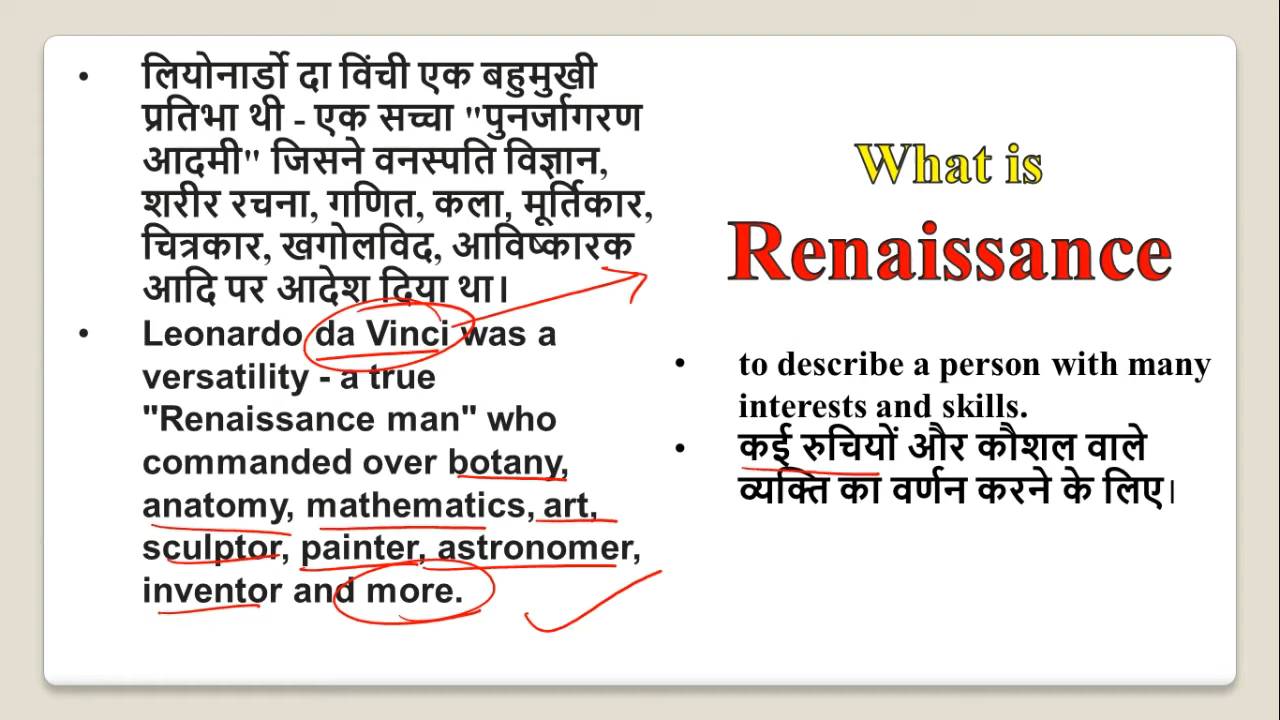 • लियोनार्डो दा विंची एक बहुमुखी
प्रतिभा थी - एक सच्चा "पुनर्जागरण
आदमी" जिसने वनस्पति विज्ञान,
शरीर रचना, गणित, कला, मूर्तिकार,
चित्रकार, खगोलविद, आविष्कारक
आदि पर आदेश दिया था।
• Leonardo da Vinci was a
versatility - a true
"Renaissance man" who
commanded over botany,
anatomy, mathematics, art,
sculptor, painter, astronomer,
inventor and more.
What is
Renaissance
• to describe a person with many
interests and skills.
• कई रुचियों और कौशल वाले
व्यक्ति का वर्णन करने के लिए।